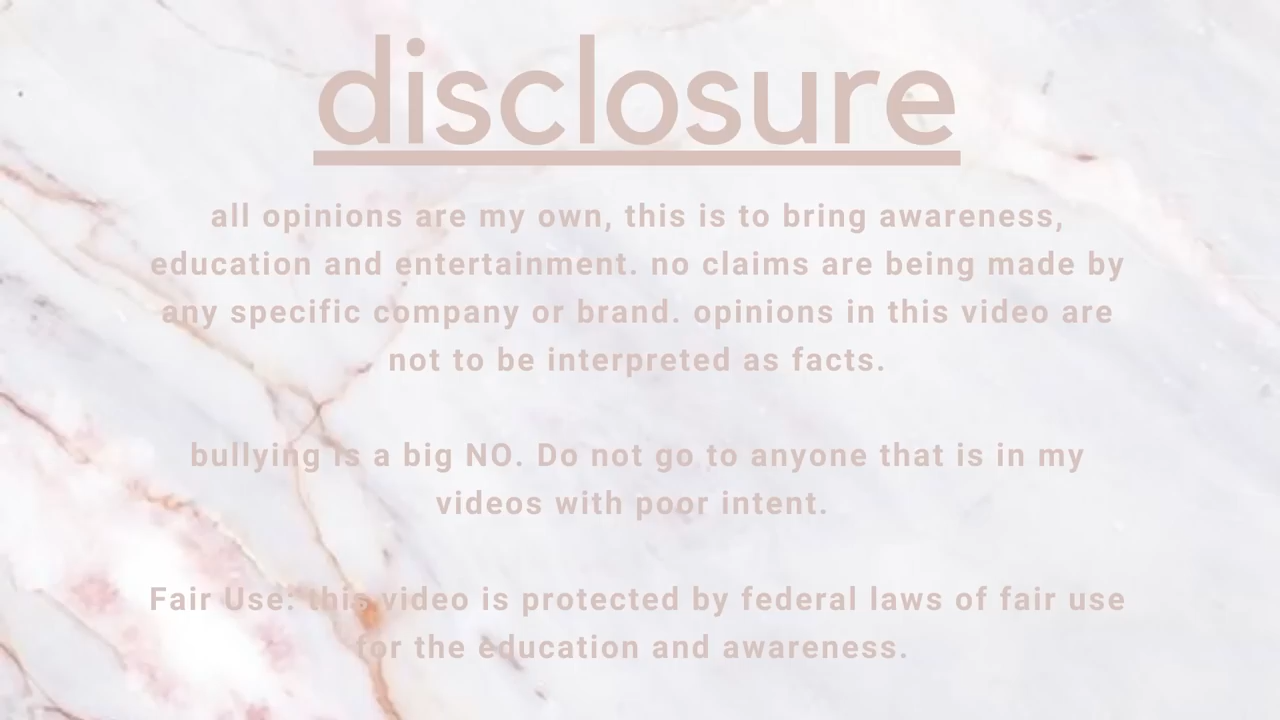 disclosure
all opinions are my own, this is to bring awareness,
education and entertainment. no claims are being made by
any specific company or brand. opinions in this video are
not to be interpreted as facts.
bullying is a big NO. Do not go to anyone that is in my
videos with poor intent.
Fair Use: this video is protected by federal laws of fair use
for the education and awareness.